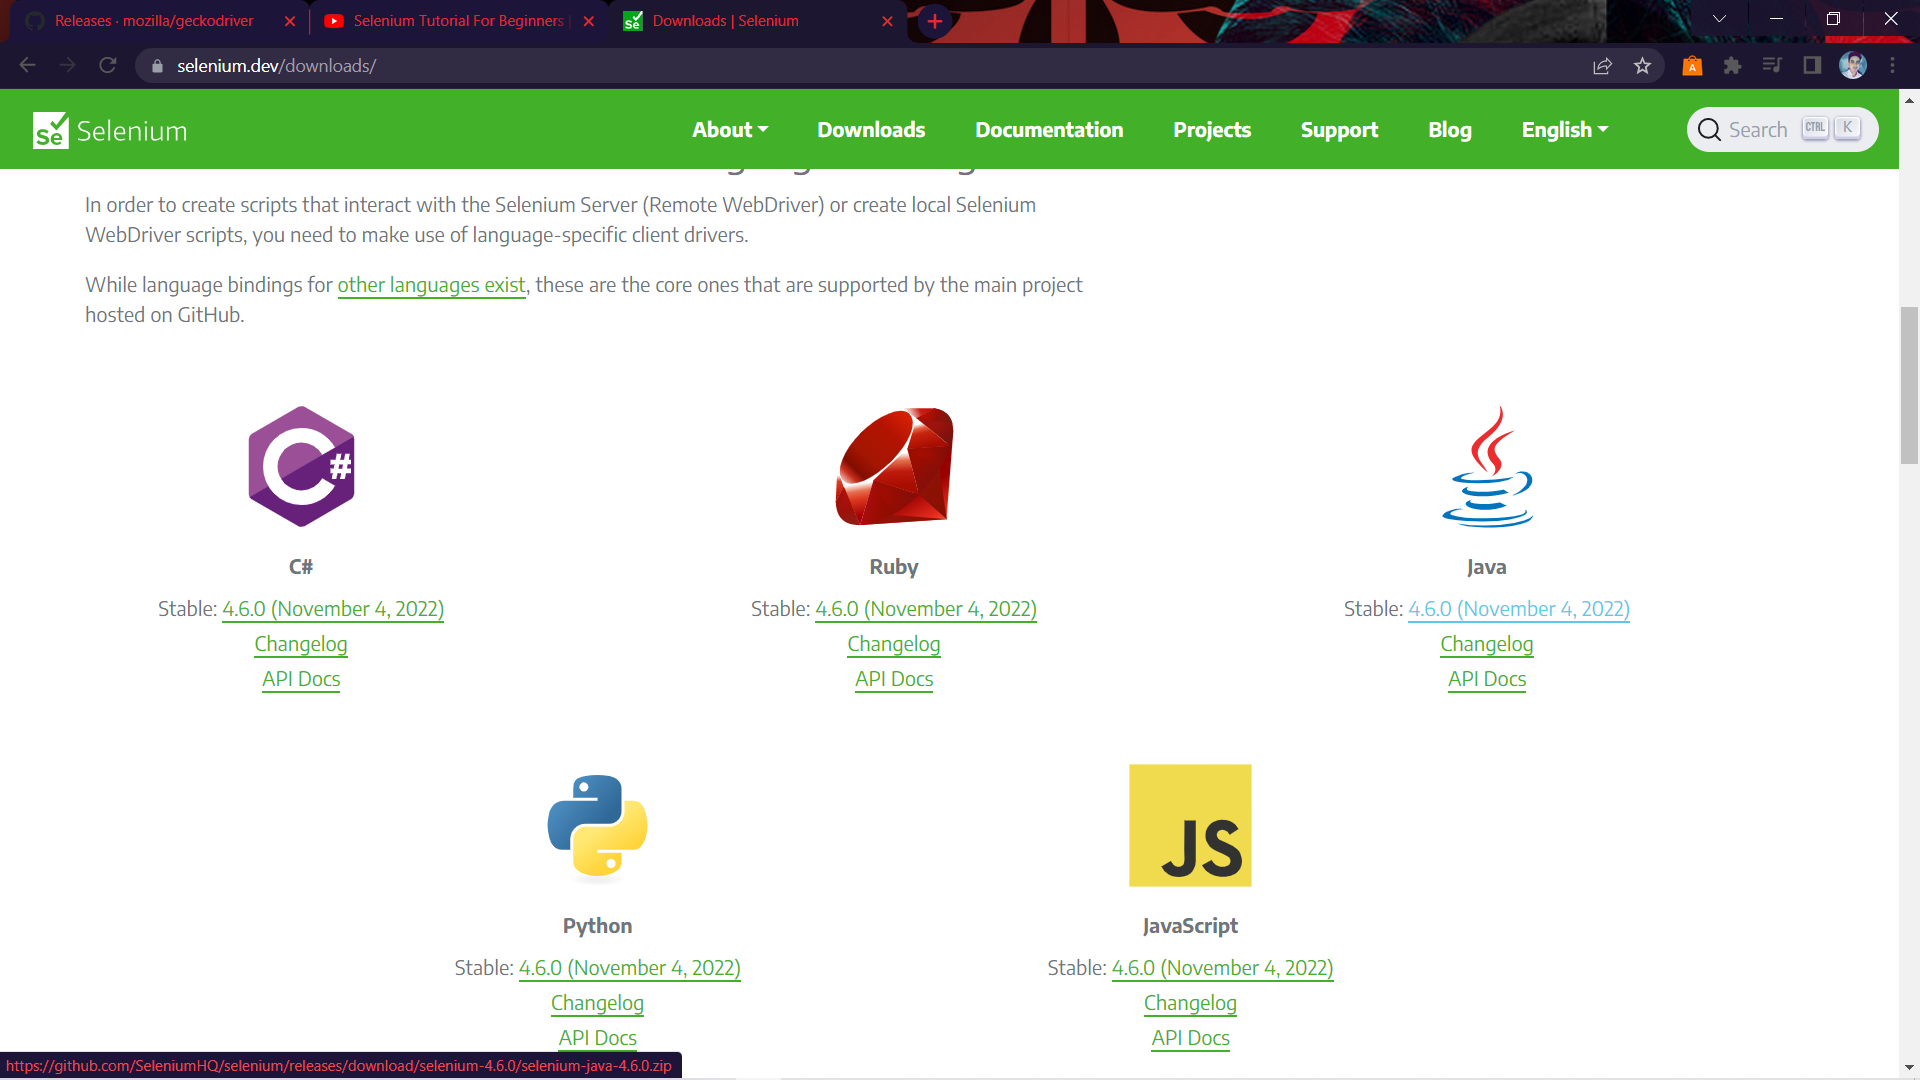 Releases · mozilla/geckodriver
Selenium Tutorial For Beginners
Downloads | Selenium
selenium.dev/downloads/
Se Selenium
About
Downloads
Documentation
Projects
Support
Blog
English
Search CTRL K
In order to create scripts that interact with the Selenium Server (Remote WebDriver) or create local Selenium
WebDriver scripts, you need to make use of language-specific client drivers.
While language bindings for other languages exist, these are the core ones that are supported by the main project
hosted on GitHub.
C#
Stable: 4.6.0 (November 4, 2022)
Changelog
API Docs
Ruby
Stable: 4.6.0 (November 4, 2022)
Changelog
API Docs
Java
Stable: 4.6.0 (November 4, 2022)
Changelog
API Docs
Python
Stable: 4.6.0 (November 4, 2022)
Changelog
API Docs
JS
JavaScript
Stable: 4.6.0 (November 4, 2022)
Changelog
API Docs
https://github.com/SeleniumHQ/selenium/releases/download/selenium-4.6.0/selenium-java-4.6.0.zip